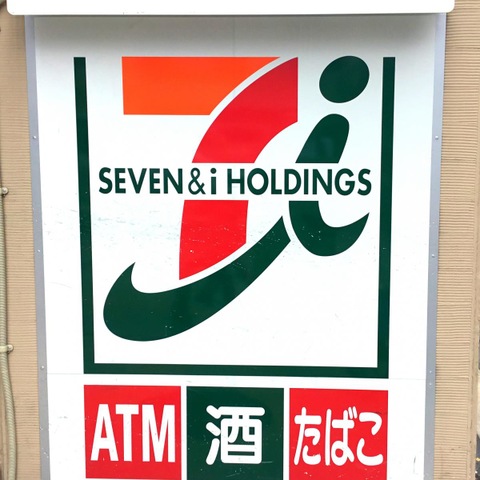 SEVEN & i HOLDINGS
ATM 酒 たばこ